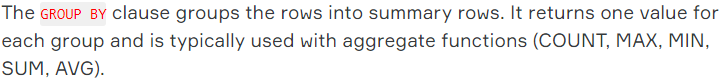 The GROUP BY clause groups the rows into summary rows. It returns one value for
each group and is typically used with aggregate functions (COUNT, MAX, MIN,
SUM, AVG).